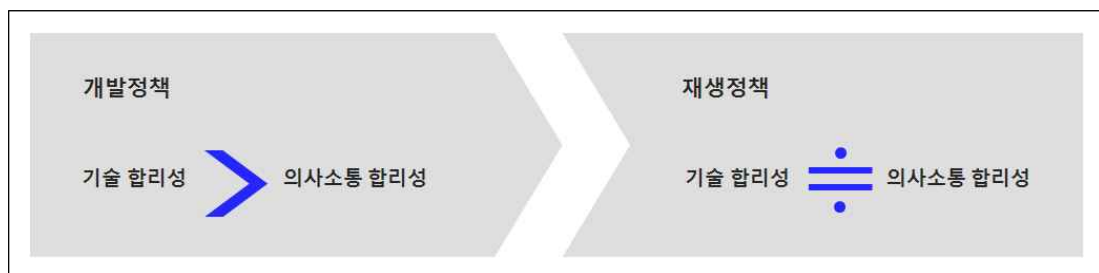 개발정책
기술 합리성 > 의사소통 합리성
재생정책
기술 합리성 ≑ 의사소통 합리성